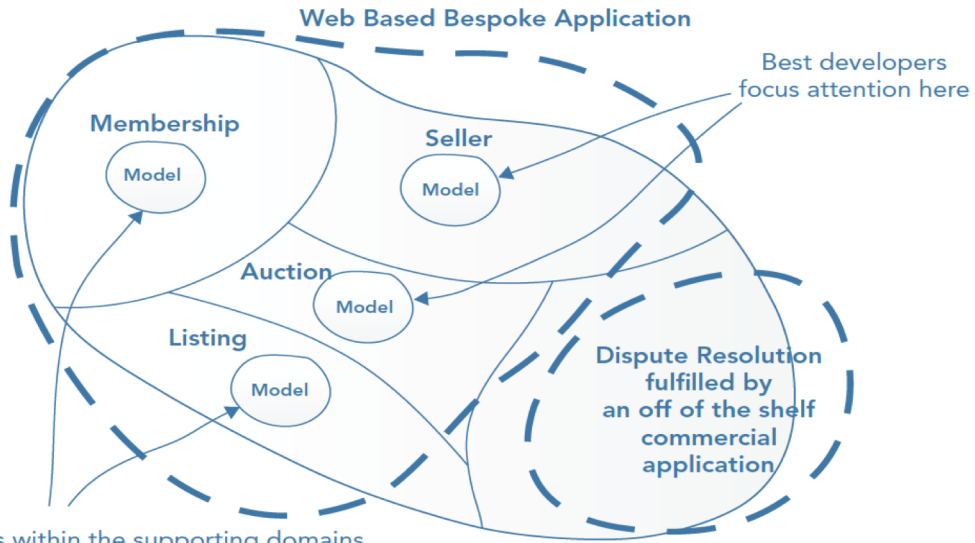 Web Based Bespoke Application
Best developers
focus attention here
Membership
Model
Seller
Model
Auction
Model
Listing
Model
Dispute Resolution
fulfilled by
an off of the shelf
commercial
application
within the supporting domains